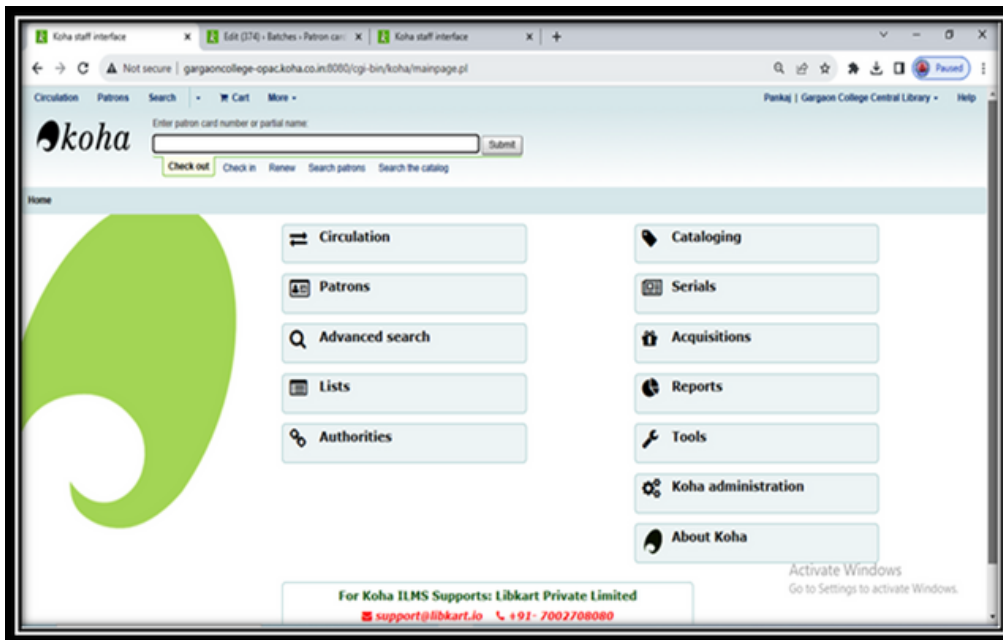 Koha staff interface
Edit (374) › Batches › Patron car
Koha staff interface
Not secure gargaoncollege-opac.koha.co.in:8080/cgi-bin/koha/mainpage.pl Paused
Circulation Patrons Search Cart More Pankaj | Gargaon College Central Library Help
koha
Enter patron card number or partial name:
Submit
Check out Check in Renew Search patrons Search the catalog
Home
Circulation
Cataloging
Patrons
Serials
Advanced search
Acquisitions
Lists
Reports
Authorities
Tools
Koha administration
About Koha
Activate Windows
Go to Settings to activate Windows.
For Koha ILMS Supports: Libkart Private Limited
support@libkart.io +91- 7002708080